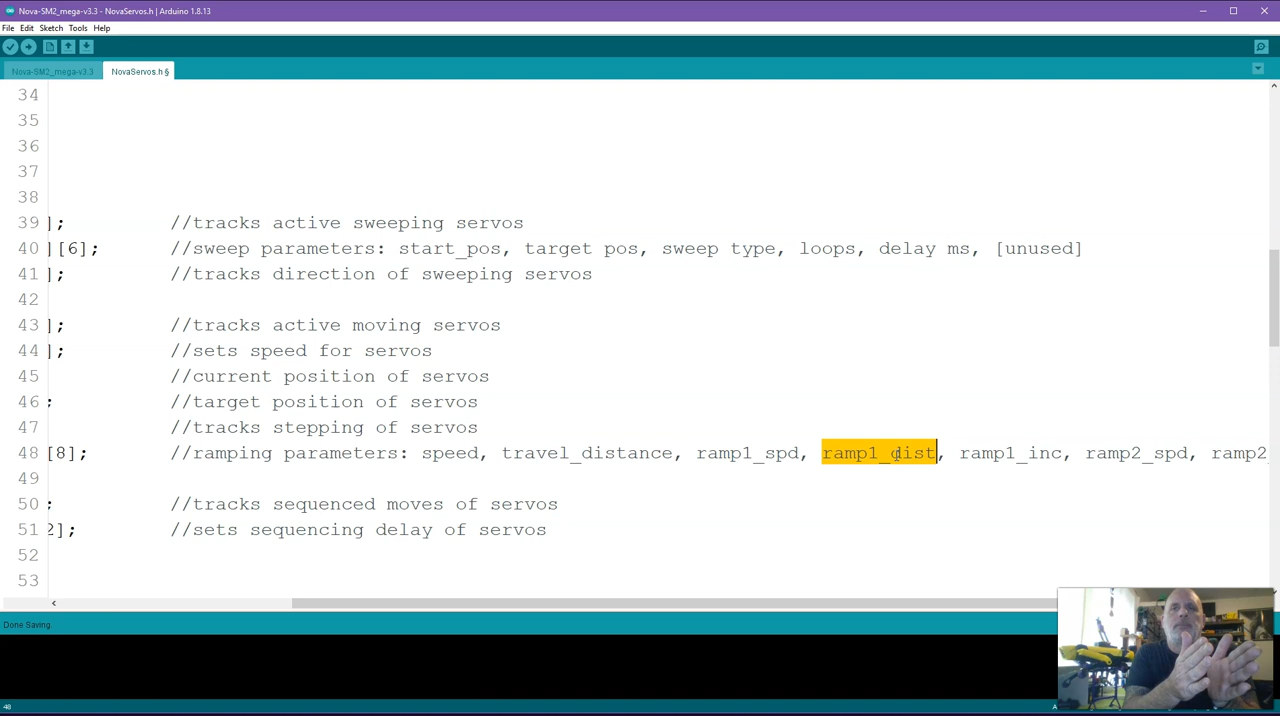 Nova-SM2_mega-v3.3 - NovaServos.h | Arduino 1.8.13
File Edit Sketch Tools Help
Nova-SM2_mega-v3.3 NovaServos.h §
34
35
36
37
38
39 ]; //tracks active sweeping servos
40 ][6]; //sweep parameters: start_pos, target pos, sweep type, loops, delay ms, [unused]
41 ]; //tracks direction of sweeping servos
42
43 ]; //tracks active moving servos
44 ]; //sets speed for servos
45 //current position of servos
46 ; //target position of servos
47 //tracks stepping of servos
48 [8]; //ramping parameters: speed, travel_distance, ramp1_spd, ramp1_dist, ramp1_inc, ramp2_spd, ramp2_
49
50 ; //tracks sequenced moves of servos
51 2]; //sets sequencing delay of servos
52
53
Done Saving.
48